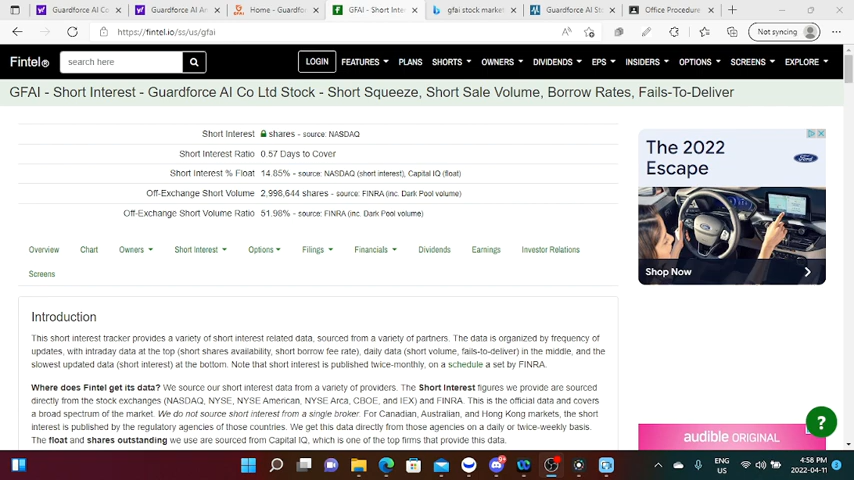 Guardforce AI Co
Guardforce AI An
Home - Guardfor
GFAI - Short Inte
gfai stock market
Guardforce AI St
Office Procedure
https://fintel.io/ss/us/gfai
Not syncing
Fintel
search here
LOGIN
FEATURES
PLANS
SHORTS
OWNERS
DIVIDENDS
EPS
INSIDERS
OPTIONS
SCREENS
EXPLORE
GFAI - Short Interest - Guardforce AI Co Ltd Stock - Short Squeeze, Short Sale Volume, Borrow Rates, Fails-To-Deliver
Short Interest shares - source: NASDAQ
Short Interest Ratio 0.57 Days to Cover
Short Interest % Float 14.85% - source: NASDAQ (short interest), Capital IQ (float)
Off-Exchange Short Volume 2,996,644 shares - source: FINRA (inc. Dark Pool volume)
Off-Exchange Short Volume Ratio 51.98% - source: FINRA (inc. Dark Pool volume)
The 2022
Escape
Ford
Shop Now
Overview
Chart
Owners
Short Interest
Options
Filings
Financials
Dividends
Earnings
Investor Relations
Screens
Introduction
This short interest tracker provides a variety of short interest related data, sourced from a variety of partners. The data is organized by frequency of
updates, with intraday data at the top (short shares availability, short borrow fee rate), daily data (short volume, fails-to-deliver) in the middle, and the
slowest updated data (short interest) at the bottom. Note that short interest is published twice-monthly, on a schedule a set by FINRA.
Where does Fintel get its data? We source our short interest data from a variety of providers. The Short Interest figures we provide are sourced
directly from the stock exchanges (NASDAQ, NYSE, NYSE American, NYSE Arca, CBOE, and IEX) and FINRA. This is the official data and covers
a broad spectrum of the market. We do not source short interest from a single broker. For Canadian, Australian, and Hong Kong markets, the short
interest is published by the regulatory agencies of those countries. We get this data directly from those agencies on a daily or twice-weekly basis.
The float and shares outstanding we use are sourced from Capital IQ, which is one of the top firms that provide this data.
audible ORIGINAL
?
ENG
US
4:58 PM
2022-04-11